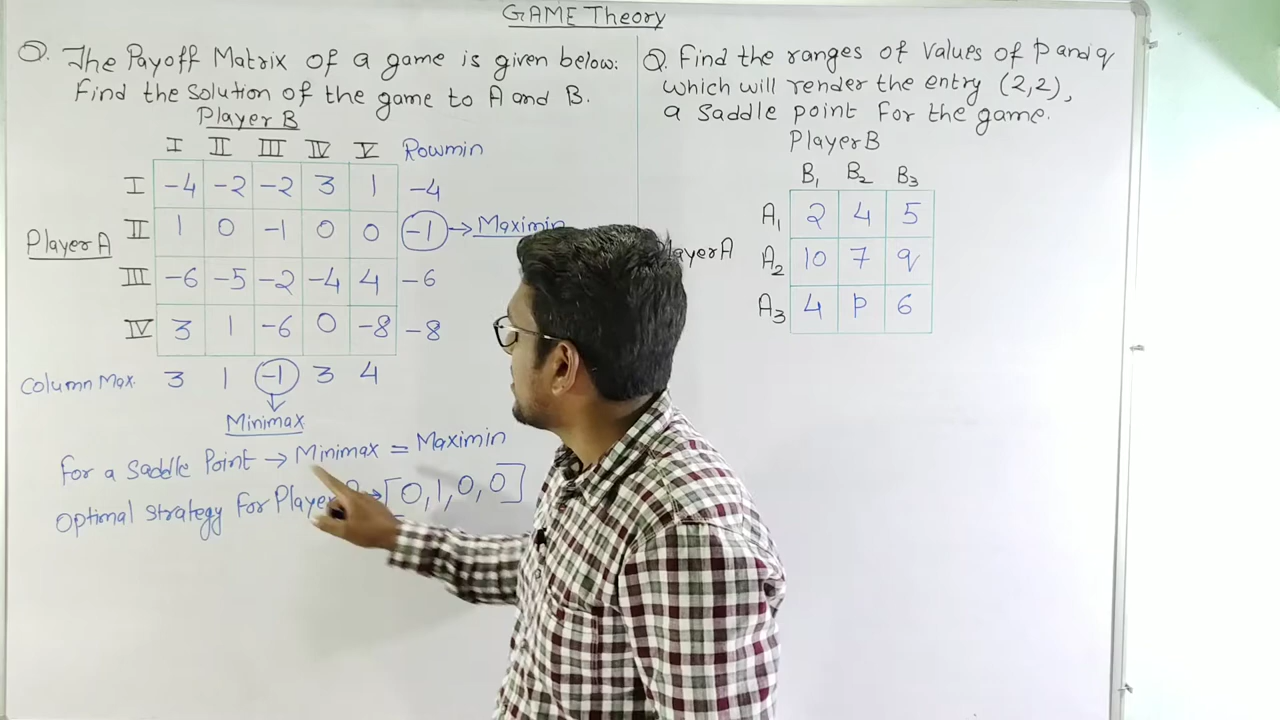 GAME Theory
Q. The Payoff Matrix of a game is given below.
Find the solution of the game to A and B.
Player B
I II III IV V Rowmin
I -4 -2 -2 3 1 -4
Player A II 1 0 -1 0 0 -1 → Maximin
III -6 -5 -2 -4 4 -6
IV 3 1 -6 0 -8 -8
Column Max. 3 1 -1 3 4
Minimax
For a Saddle Point → Minimax = Maximin
Optimal strategy for Player → [0,1,0,0]
Q. Find the ranges of values of p and q
which will render the entry (2,2),
a Saddle point for the game.
Player B
B1 B2 B3
A1 2 4 5
Player A A2 10 7 q
A3 4 P 6